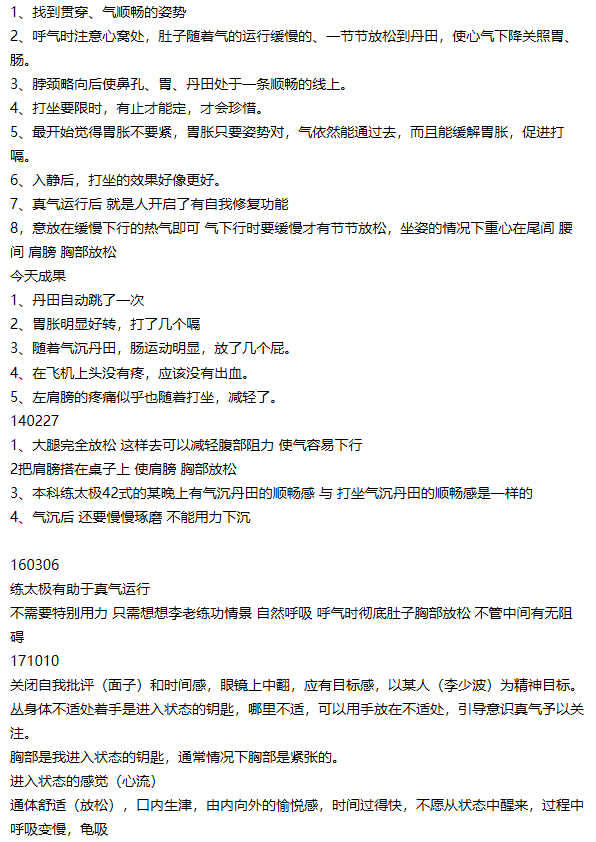 1、找到贯穿、气顺畅的姿势
2、呼气时注意心窝处，肚子随着气的运行缓慢的、一节节放松到丹田，使心气下降关照胃、
肠。
3、脖颈略向后使鼻孔、胃、丹田处于一条顺畅的线上。
4、打坐要限时，有止才能定，才会珍惜。
5、最开始觉得胃胀不要紧，胃胀只要姿势对，气依然能通过去，而且能缓解胃胀，促进打
嗝。
6、入静后，打坐的效果好像更好。
7、真气运行后 就是人开启了有自我修复功能
8，意放在缓慢下行的热气即可 气下行时要缓慢才有节节放松，坐姿的情况下重心在尾闾 腰
间 肩膀 胸部放松
今天成果
1、丹田自动跳了一次
2、胃胀明显好转，打了几个嗝
3、随着气沉丹田，肠运动明显，放了几个屁。
4、在飞机上头没有疼，应该没有出血。
5、左肩膀的疼痛似乎也随着打坐，减轻了。
140227
1、大腿完全放松 这样去可以减轻腹部阻力 使气容易下行
2把肩膀搭在桌子上 使肩膀 胸部放松
3、本科练太极42式的某晚上有气沉丹田的顺畅感 与 打坐气沉丹田的顺畅感是一样的
4、气沉后 还要慢慢琢磨 不能用力下沉
160306
练太极有助于真气运行
不需要特别用力 只需想想李老练功情景 自然呼吸 呼气时彻底肚子胸部放松 不管中间有无阻
碍
171010
关闭自我批评（面子）和时间感，眼镜上中翻，应有目标感，以某人（李少波）为精神目标。
丛身体不适处着手是进入状态的钥匙，哪里不适，可以用手放在不适处，引导意识真气予以关
注。
胸部是我进入状态的钥匙，通常情况下胸部是紧张的。
进入状态的感觉（心流）
通体舒适（放松），口内生津，由内向外的愉悦感，时间过得快，不愿从状态中醒来，过程中
呼吸变慢，龟吸